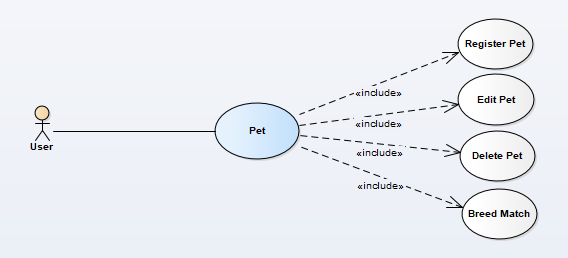 Register Pet
«include»
Edit Pet
«include»
User
Pet
«include»
Delete Pet
«include»
Breed Match